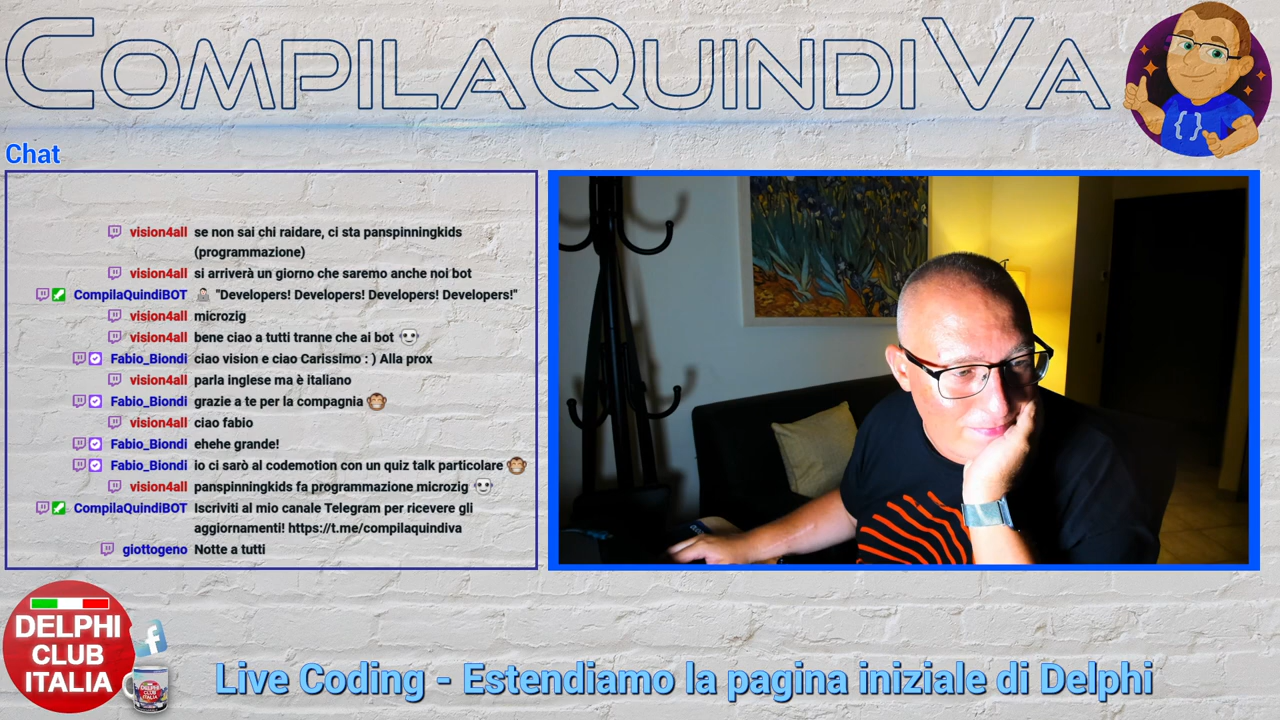 CompilaQuindiVa
Chat
vision4all se non sai chi raidare, ci sta panspinningkids
(programmazione)
vision4all si arriverà un giorno che saremo anche noi bot
CompilaQuindiBOT "Developers! Developers! Developers! Developers!"
vision4all microzig
vision4all bene ciao a tutti tranne che ai bot
Fabio_Biondi ciao vision e ciao Carissimo : ) Alla prox
vision4all parla inglese ma è italiano
Fabio_Biondi grazie a te per la compagnia
vision4all ciao fabio
Fabio_Biondi ehehe grande!
Fabio_Biondi io ci sarò al codemotion con un quiz talk particolare
vision4all panspinningkids fa programmazione microzig
CompilaQuindiBOT Iscriviti al mio canale Telegram per ricevere gli
aggiornamenti! https://t.me/compilaquindiva
giottogeno Notte a tutti
DELPHI
CLUB
ITALIA
f
DELPHI
CLUB
ITALIA
{ }
Live Coding - Estendiamo la pagina iniziale di Delphi